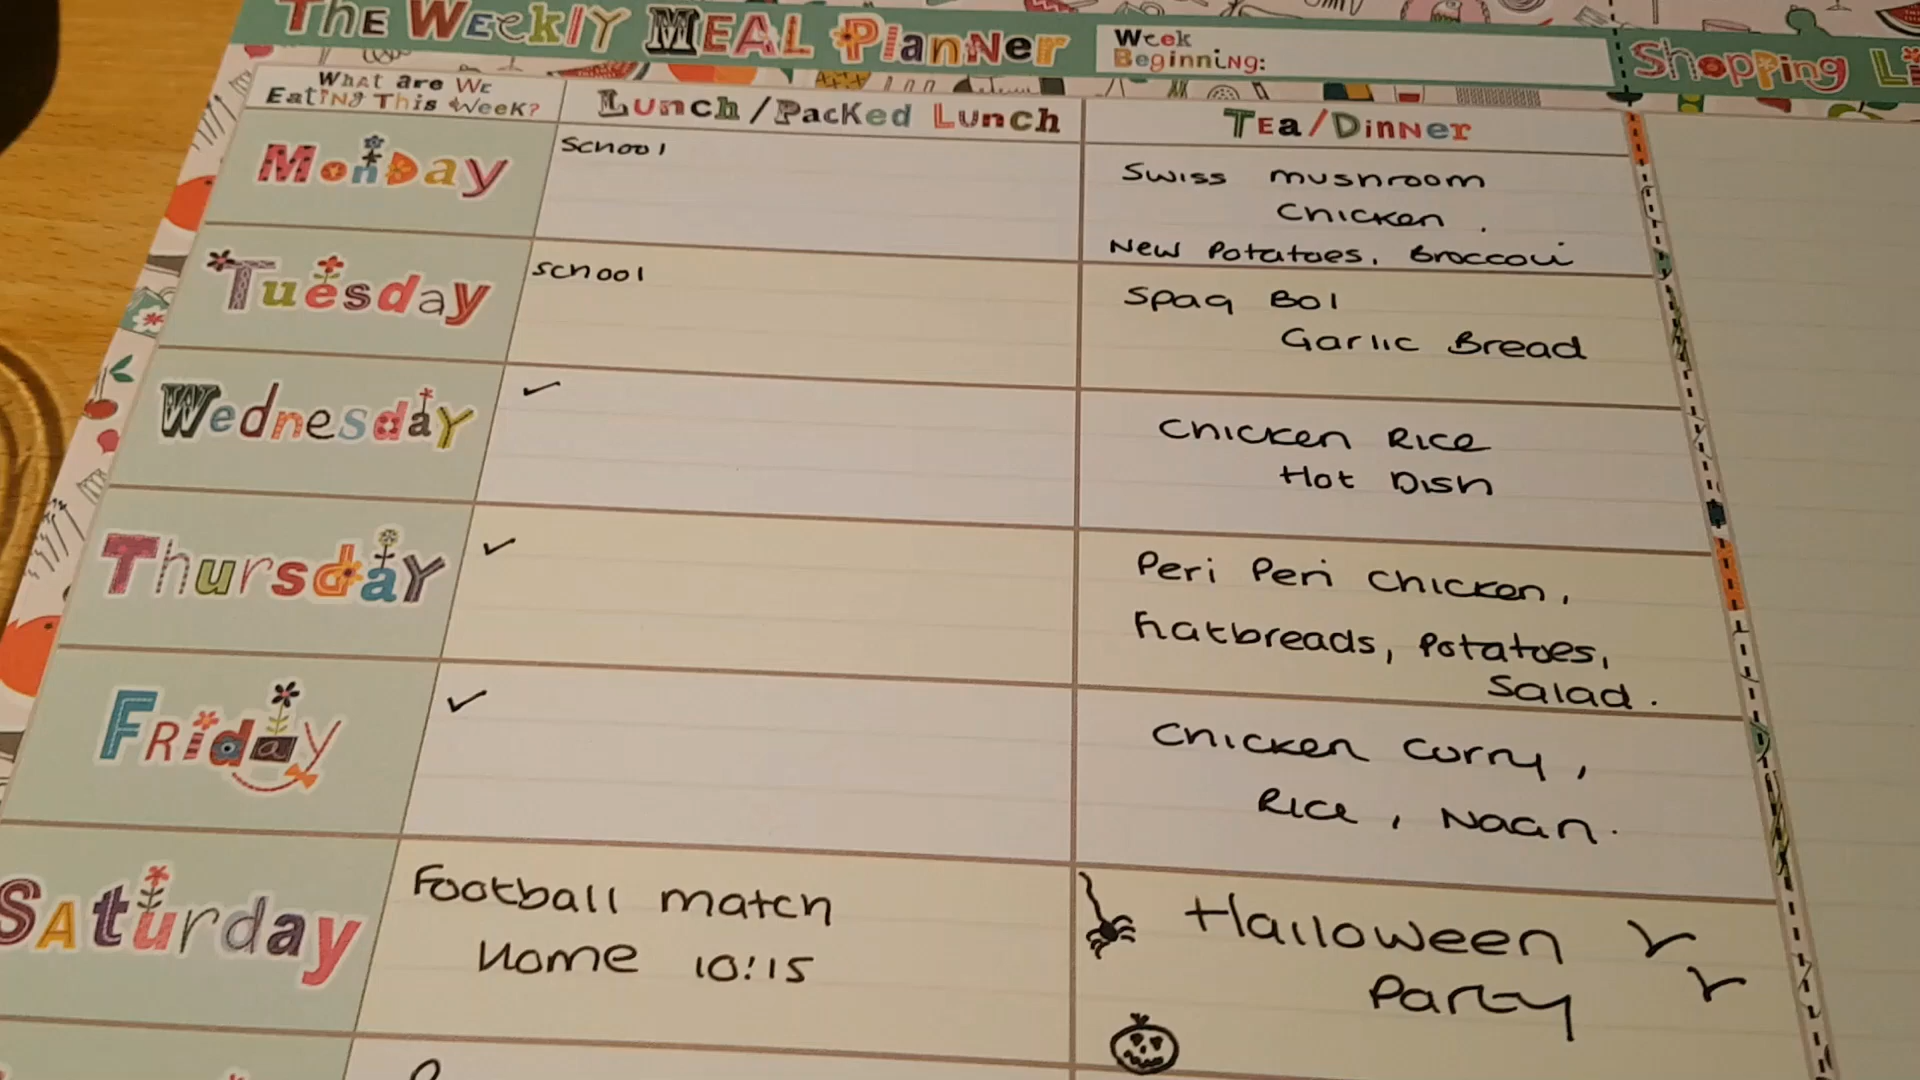 The Weekly Meal Planner
Week
Beginning:
Shopping Li
What are We
Eating This Week?
Lunch/Packed Lunch
Tea/Dinner
Monday
School
Swiss mushroom
Chicken.
New Potatoes, Broccoli
Tuesday
School
Spag Bol
Garlic Bread
Wednesday
✓
Chicken Rice
Hot Dish
Thursday
✓
Peri Peri Chicken,
Flatbreads, Potatoes,
Salad.
Friday
✓
Chicken Curry,
Rice, Naan.
Saturday
Football match
Home 10:15
Halloween
Party